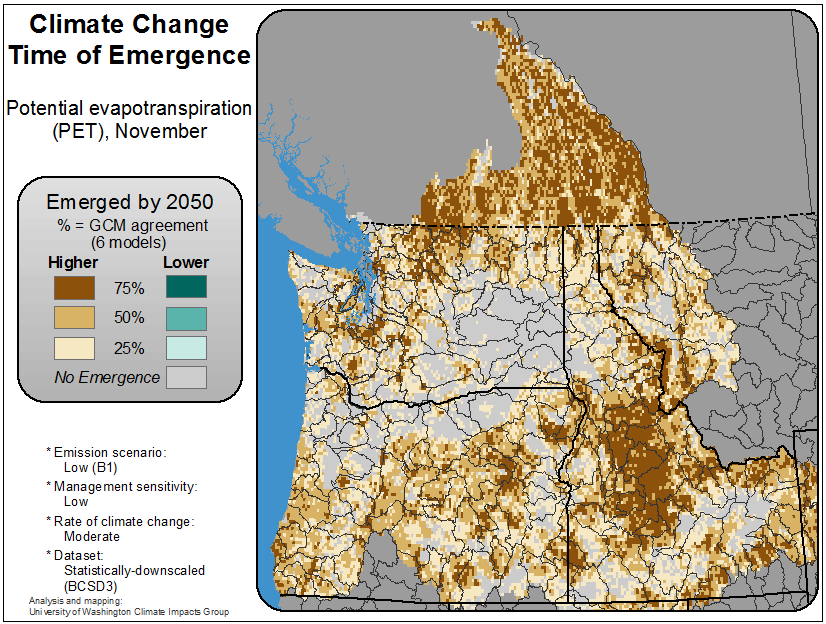 Climate Change
Time of Emergence
Potential evapotranspiration
(PET), November
Emerged by 2050
% = GCM agreement
(6 models)
Higher Lower
75%
50%
25%
No Emergence
* Emission scenario:
Low (B1)
* Management sensitivity:
Low
* Rate of climate change:
Moderate
* Dataset:
Statistically-downscaled
(BCSD3)
Analysis and mapping:
University of Washington Climate Impacts Group